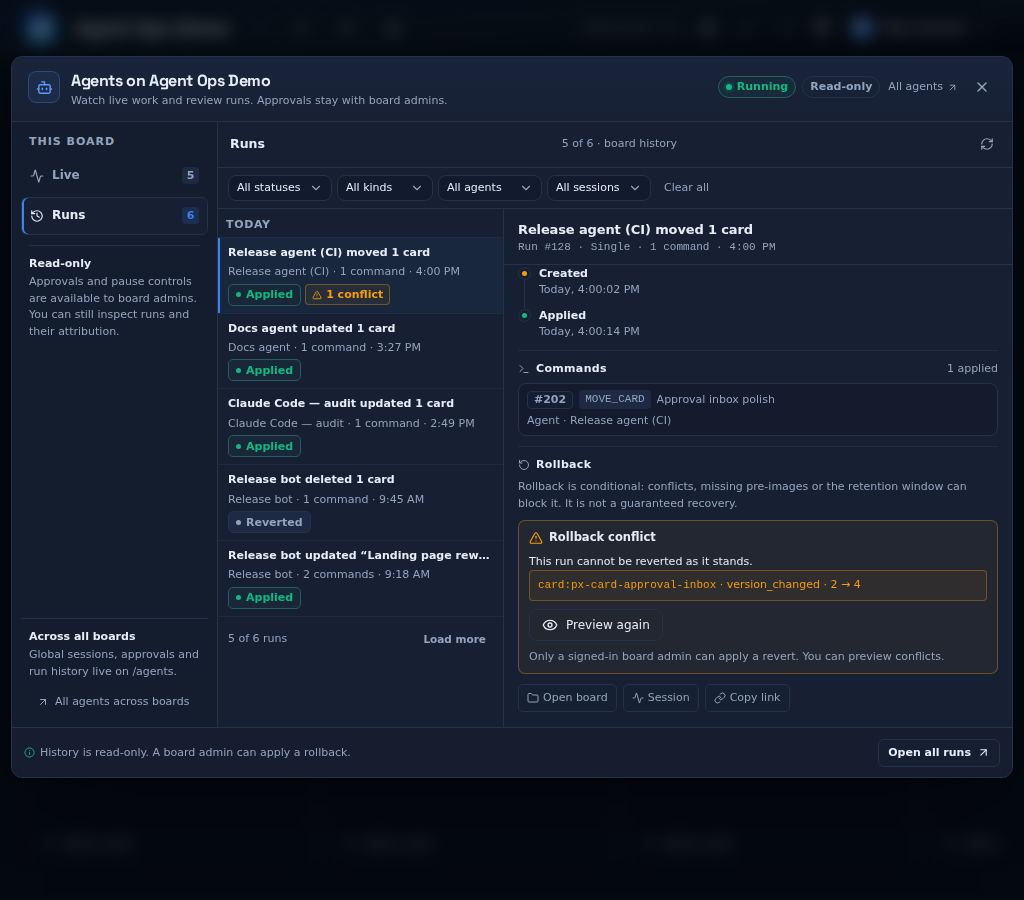 Agents on Agent Ops Demo
Watch live work and review runs. Approvals stay with board admins.
Running
Read-only
All agents
THIS BOARD
Live
5
Runs
6
Read-only
Approvals and pause controls
are available to board admins.
You can still inspect runs and
their attribution.
Across all boards
Global sessions, approvals and
run history live on /agents.
All agents across boards
Runs
5 of 6 · board history
All statuses
All kinds
All agents
All sessions
Clear all
TODAY
Release agent (CI) moved 1 card
Release agent (CI) · 1 command · 4:00 PM
Applied
1 conflict
Docs agent updated 1 card
Docs agent · 1 command · 3:27 PM
Applied
Claude Code — audit updated 1 card
Claude Code — audit · 1 command · 2:49 PM
Applied
Release bot deleted 1 card
Release bot · 1 command · 9:45 AM
Reverted
Release bot updated “Landing page rew…
Release bot · 2 commands · 9:18 AM
Applied
5 of 6 runs
Load more
Release agent (CI) moved 1 card
Run #128 · Single · 1 command · 4:00 PM
Created
Today, 4:00:02 PM
Applied
Today, 4:00:14 PM
Commands
1 applied
#202 MOVE_CARD Approval inbox polish
Agent · Release agent (CI)
Rollback
Rollback is conditional: conflicts, missing pre-images or the retention window can
block it. It is not a guaranteed recovery.
Rollback conflict
This run cannot be reverted as it stands.
card:px-card-approval-inbox · version_changed · 2 → 4
Preview again
Only a signed-in board admin can apply a revert. You can preview conflicts.
Open board
Session
Copy link
History is read-only. A board admin can apply a rollback.
Open all runs